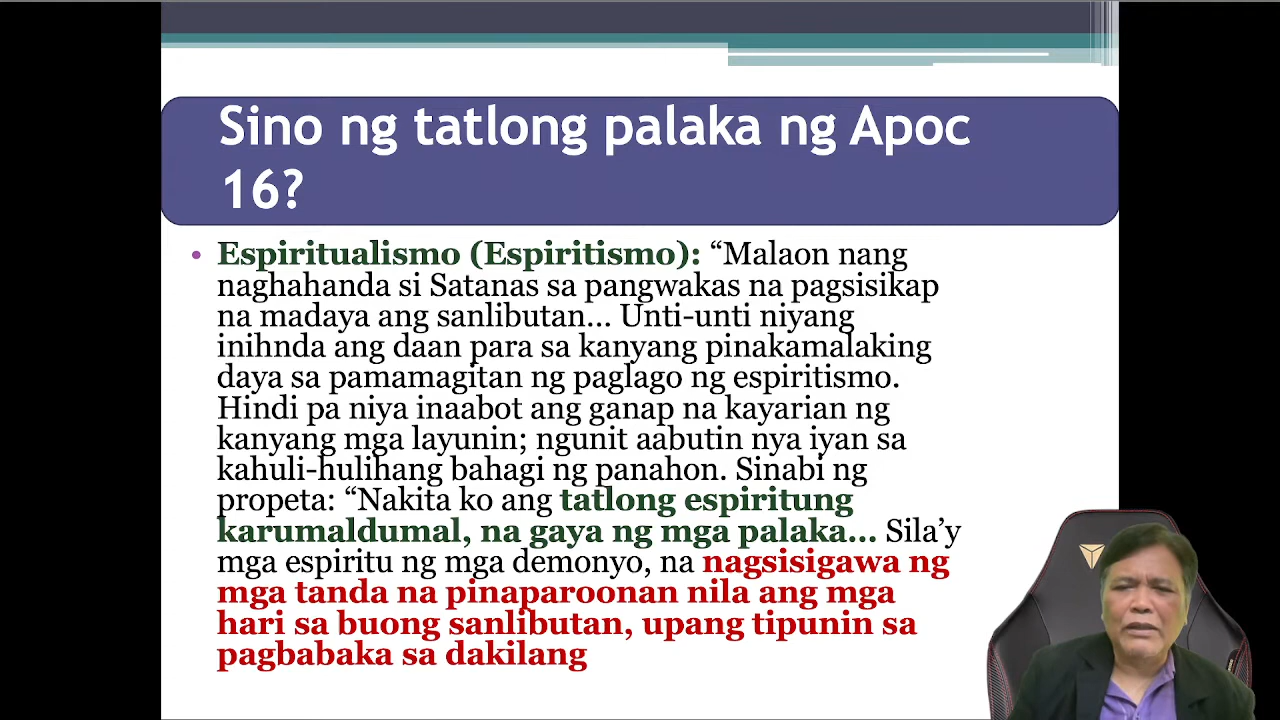 Sino ng tatlong palaka ng Apoc
16?
• Espiritualismo (Espiritismo): “Malaon nang
naghahanda si Satanas sa pangwakas na pagsisikap
na madaya ang sanlibutan... Unti-unti niyang
inihnda ang daan para sa kanyang pinakamalaking
daya sa pamamagitan ng paglago ng espiritismo.
Hindi pa niya inaabot ang ganap na kayarian ng
kanyang mga layunin; ngunit aabutin nya iyan sa
kahuli-hulihang bahagi ng panahon. Sinabi ng
propeta: “Nakita ko ang tatlong espiritung
karumaldumal, na gaya ng mga palaka... Sila’y
mga espiritu ng mga demonyo, na nagsisigawa ng
mga tanda na pinaparoonan nila ang mga
hari sa buong sanlibutan, upang tipunin sa
pagbabaka sa dakilang